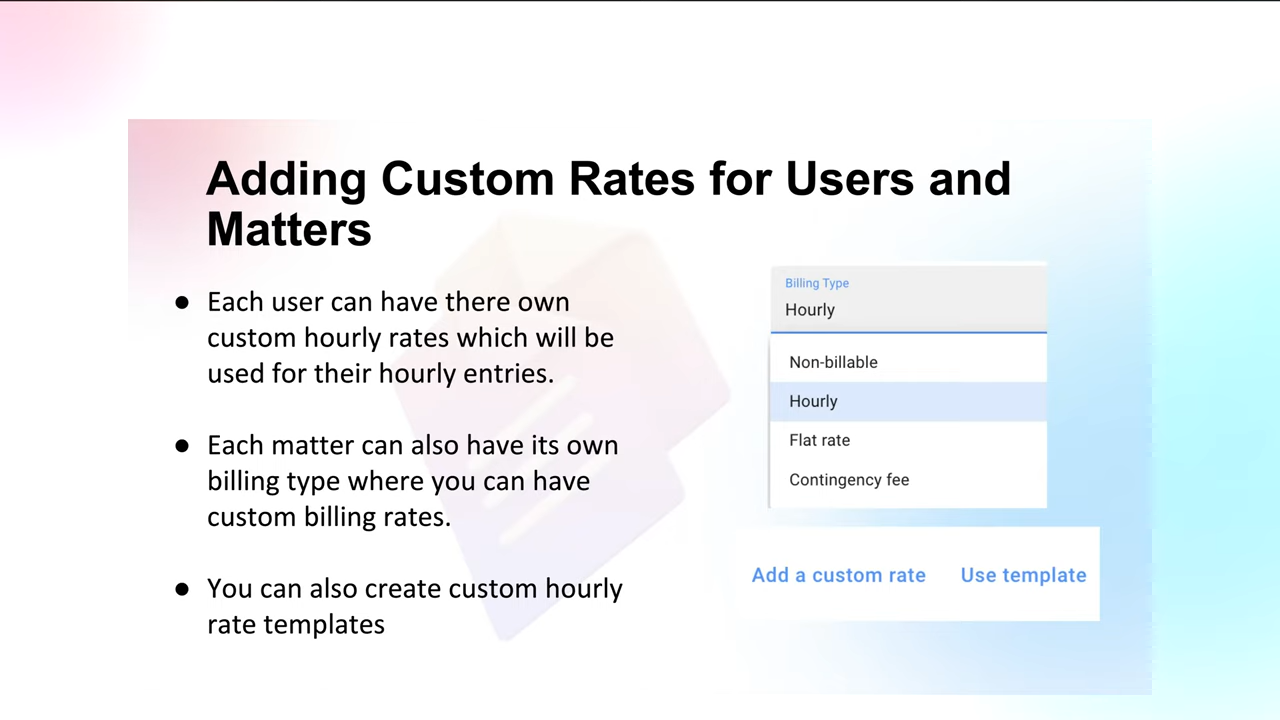 Adding Custom Rates for Users and
Matters
● Each user can have there own
custom hourly rates which will be
used for their hourly entries.
● Each matter can also have its own
billing type where you can have
custom billing rates.
● You can also create custom hourly
rate templates
Billing Type
Hourly
Non-billable
Hourly
Flat rate
Contingency fee
Add a custom rate Use template